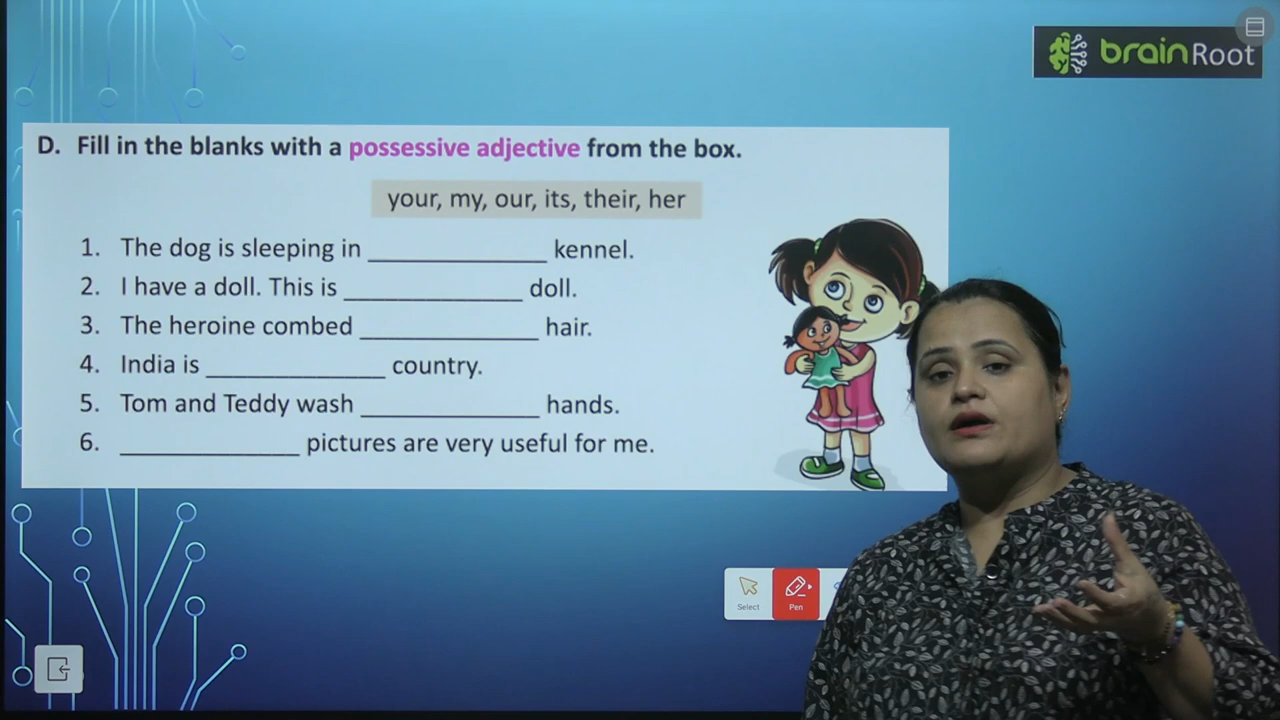 brainRoot
D. Fill in the blanks with a possessive adjective from the box.
your, my, our, its, their, her
1. The dog is sleeping in ______________ kennel.
2. I have a doll. This is ______________ doll.
3. The heroine combed ______________ hair.
4. India is ______________ country.
5. Tom and Teddy wash ______________ hands.
6. ______________ pictures are very useful for me.
Select
Pen